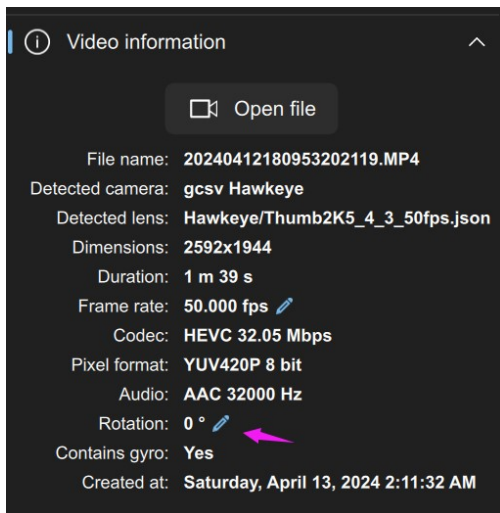 Video information
Open file
File name: 20240412180953202119.MP4
Detected camera: gcsv Hawkeye
Detected lens: Hawkeye/Thumb2K5_4_3_50fps.json
Dimensions: 2592x1944
Duration: 1 m 39 s
Frame rate: 50.000 fps
Codec: HEVC 32.05 Mbps
Pixel format: YUV420P 8 bit
Audio: AAC 32000 Hz
Rotation: 0 °
Contains gyro: Yes
Created at: Saturday, April 13, 2024 2:11:32 AM